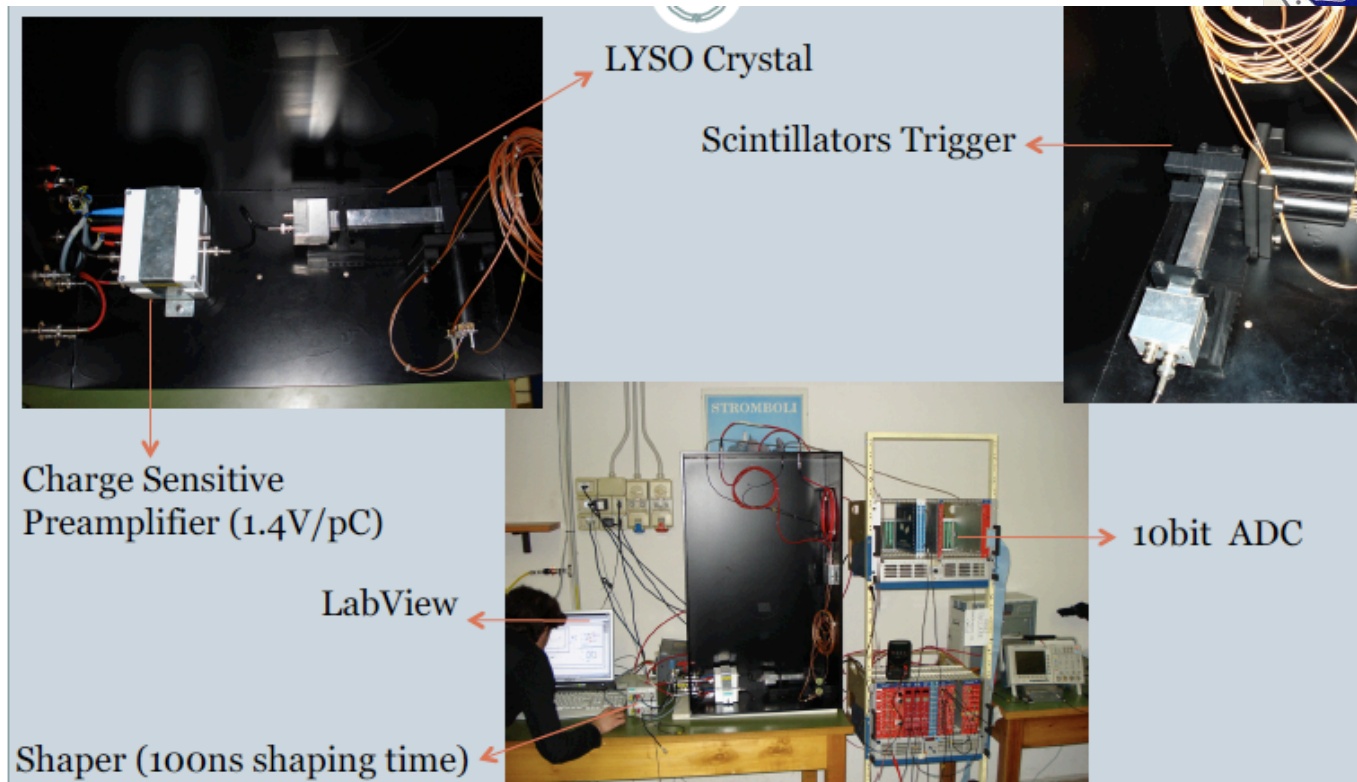 LYSO Crystal
Scintillators Trigger
Charge Sensitive
Preamplifier (1.4V/pC)
STROMBOLI
10bit ADC
LabView
Shaper (100ns shaping time)